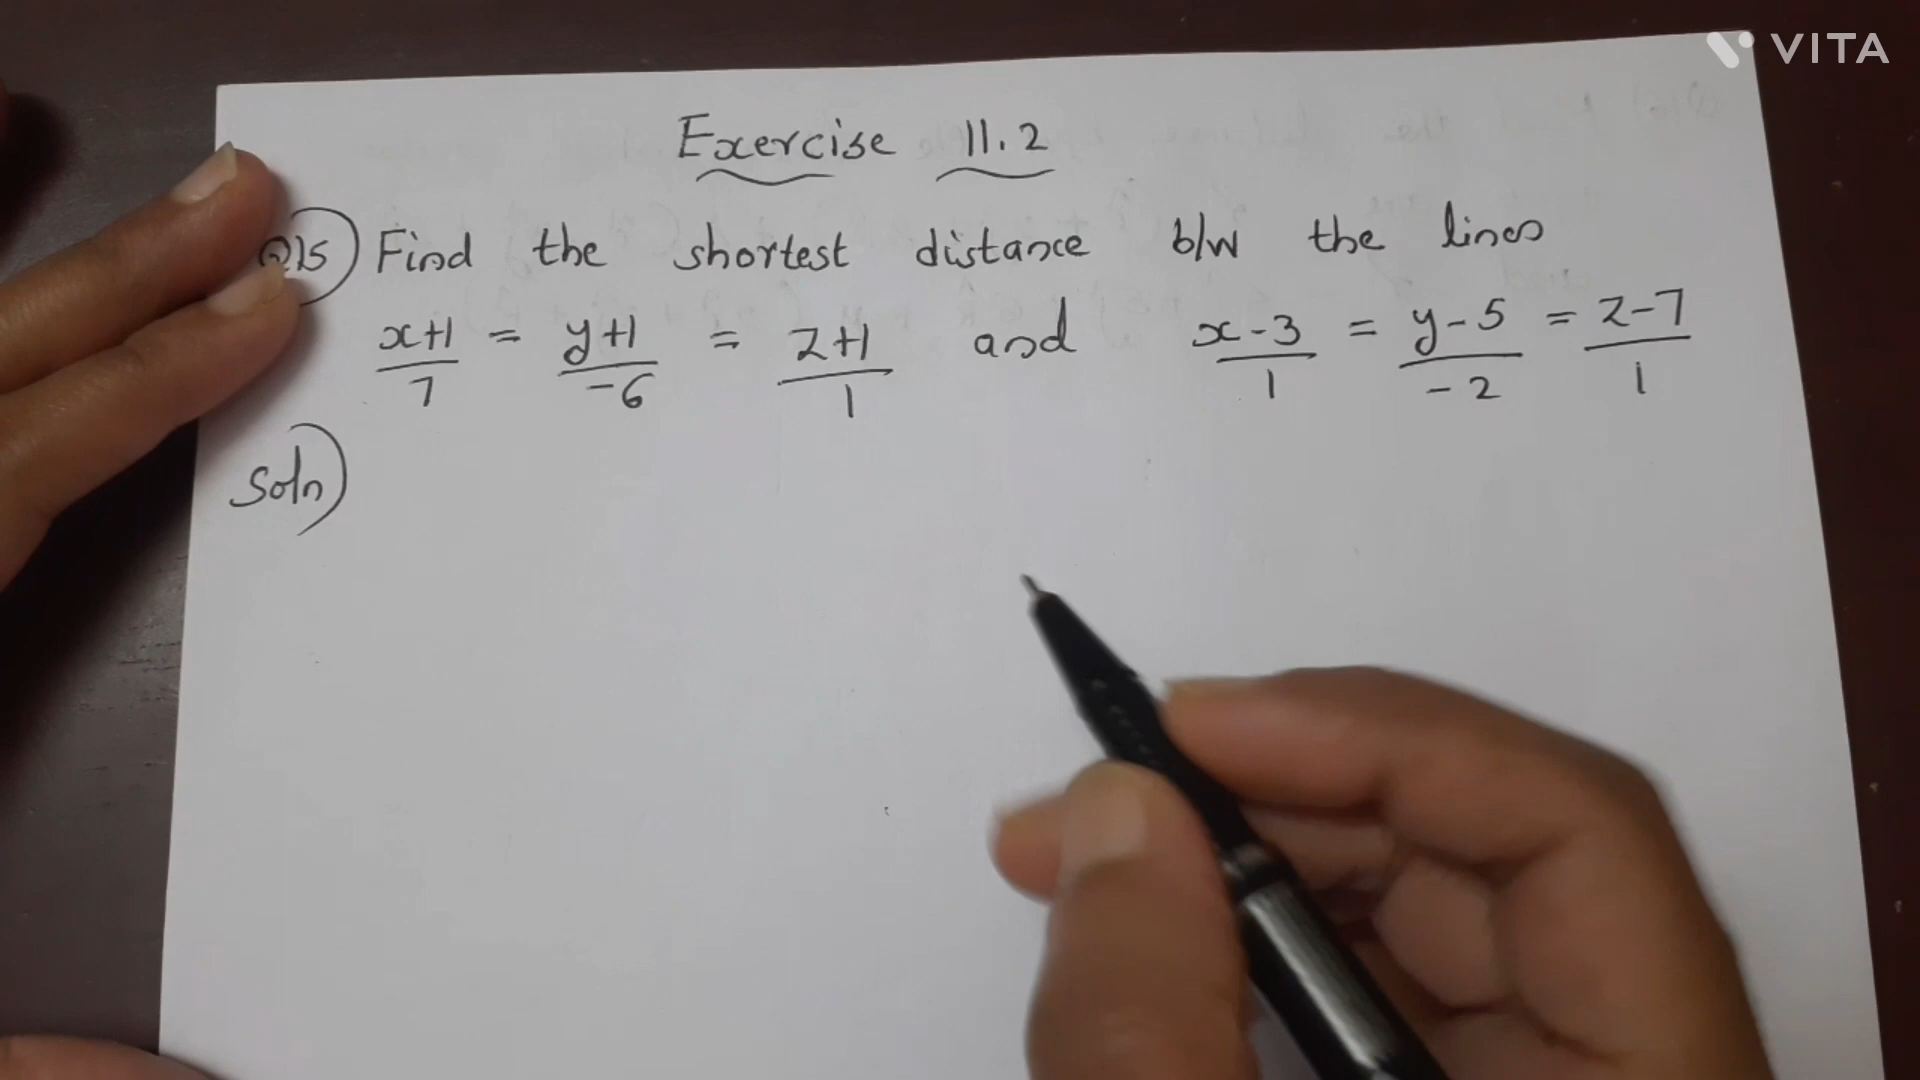 VITA
Exercise 11.2
Q15) Find the shortest distance b/w the lines
x+1/7 = y+1/-6 = z+1/1 and x-3/1 = y-5/-2 = z-7/1
Soln)